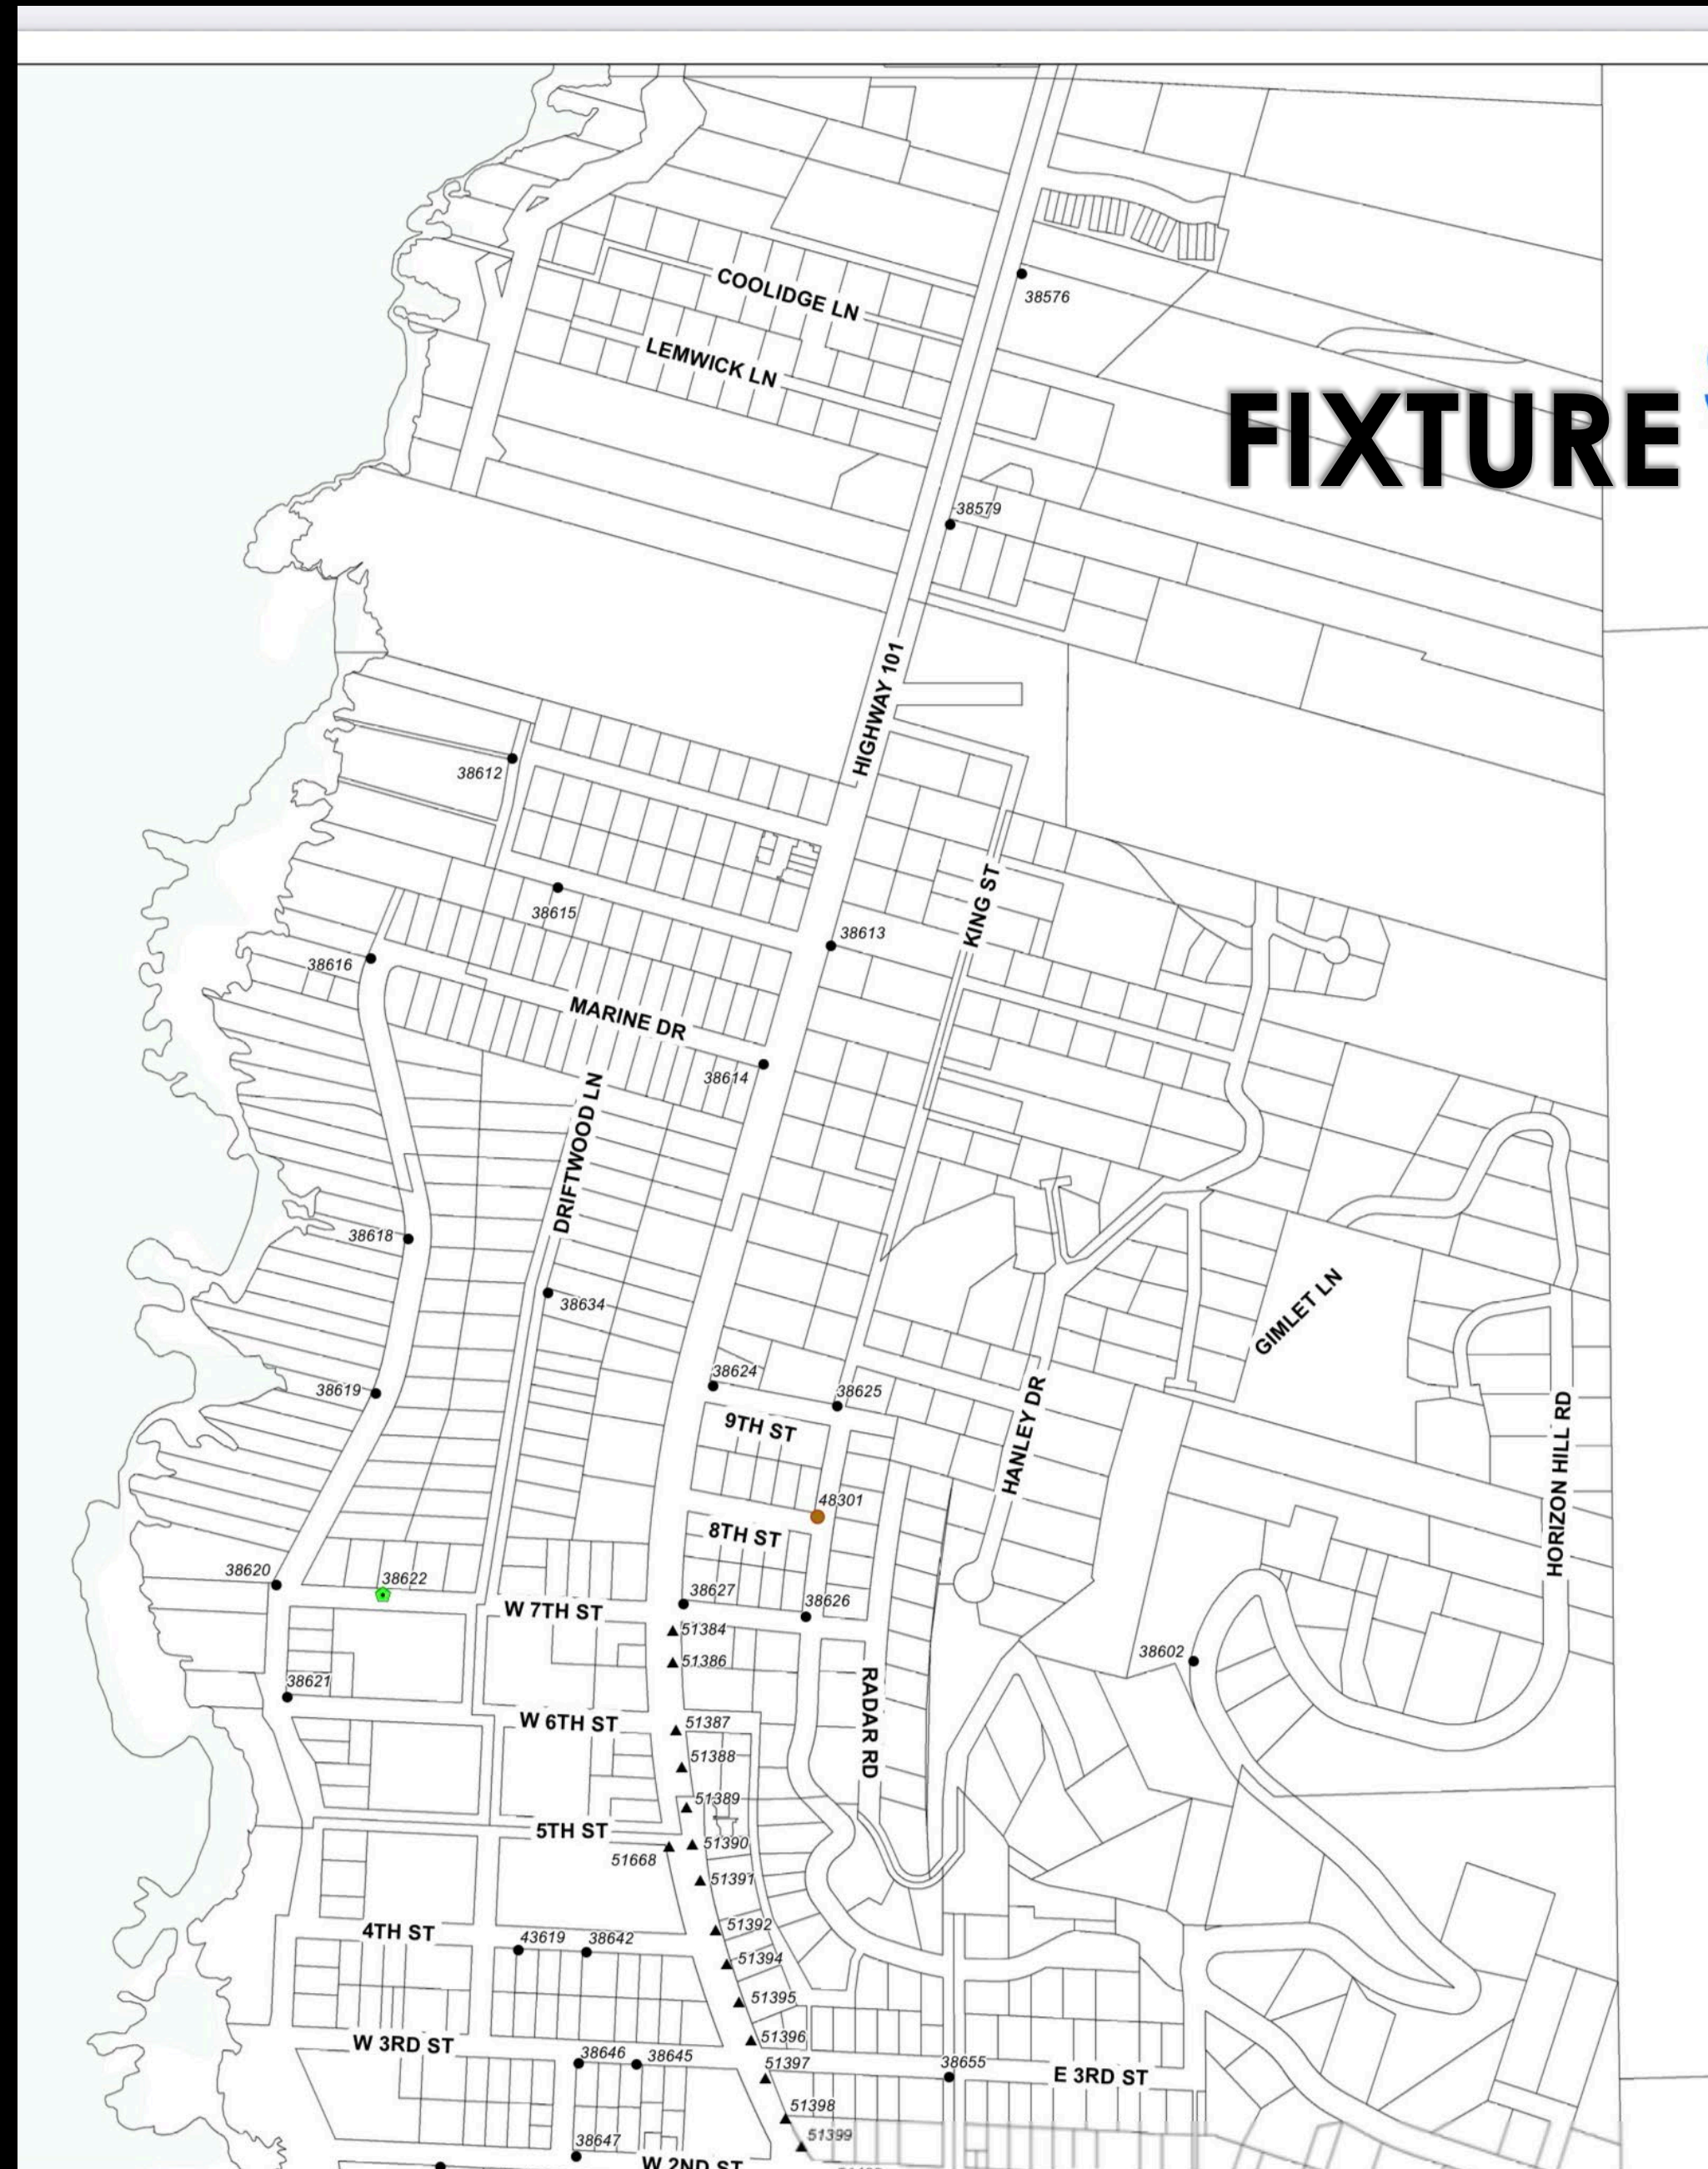 COOLIDGE LN
38576
LEMWICK LN
FIXTURE
38579
HIGHWAY 101
38612
KING ST
38615
38613
38616
MARINE DR
38614
DRIFTWOOD LN
38618
38634
GIMLET LN
38624
38619
38625
HANLEY DR
9TH ST
HORIZON HILL RD
48301
8TH ST
38620
38622
38627
38626
W 7TH ST
51384
38602
51386
38621
RADAR RD
W 6TH ST
51387
51388
51389
5TH ST
51390
51668
51391
4TH ST
43619
38642
51392
51394
51395
51396
W 3RD ST
38646
38645
51397
38655
E 3RD ST
51398
51399
38647
W 2ND ST